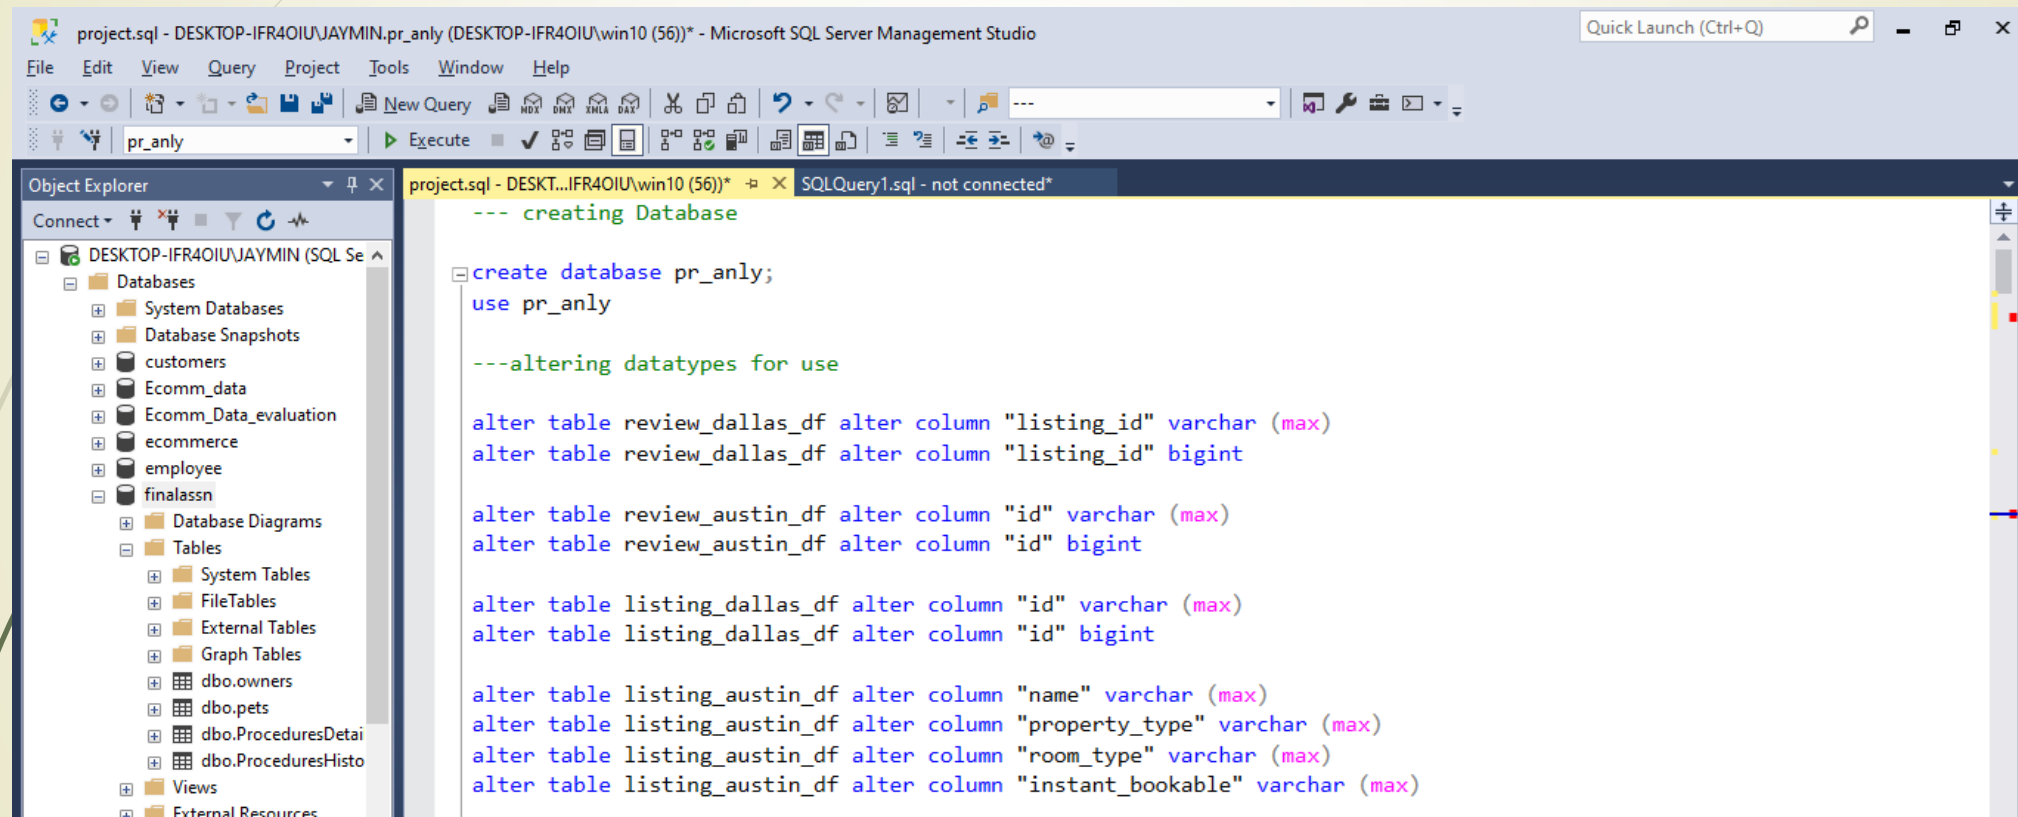 project.sql - DESKTOP-IFR4OIU\JAYMIN.pr_anly (DESKTOP-IFR4OIU\win10 (56))* - Microsoft SQL Server Management Studio
Quick Launch (Ctrl+Q)
File Edit View Query Project Tools Window Help
New Query MDX DMX XMLA DAX ---
pr_anly Execute
Object Explorer
project.sql - DESKT...IFR4OIU\win10 (56))* SQLQuery1.sql - not connected*
Connect
DESKTOP-IFR4OIU\JAYMIN (SQL Se
Databases
System Databases
Database Snapshots
customers
Ecomm_data
Ecomm_Data_evaluation
ecommerce
employee
finalassn
Database Diagrams
Tables
System Tables
FileTables
External Tables
Graph Tables
dbo.owners
dbo.pets
dbo.ProceduresDetai
dbo.ProceduresHisto
Views
External Resources
--- creating Database
create database pr_anly;
use pr_anly
---altering datatypes for use
alter table review_dallas_df alter column "listing_id" varchar (max)
alter table review_dallas_df alter column "listing_id" bigint
alter table review_austin_df alter column "id" varchar (max)
alter table review_austin_df alter column "id" bigint
alter table listing_dallas_df alter column "id" varchar (max)
alter table listing_dallas_df alter column "id" bigint
alter table listing_austin_df alter column "name" varchar (max)
alter table listing_austin_df alter column "property_type" varchar (max)
alter table listing_austin_df alter column "room_type" varchar (max)
alter table listing_austin_df alter column "instant_bookable" varchar (max)